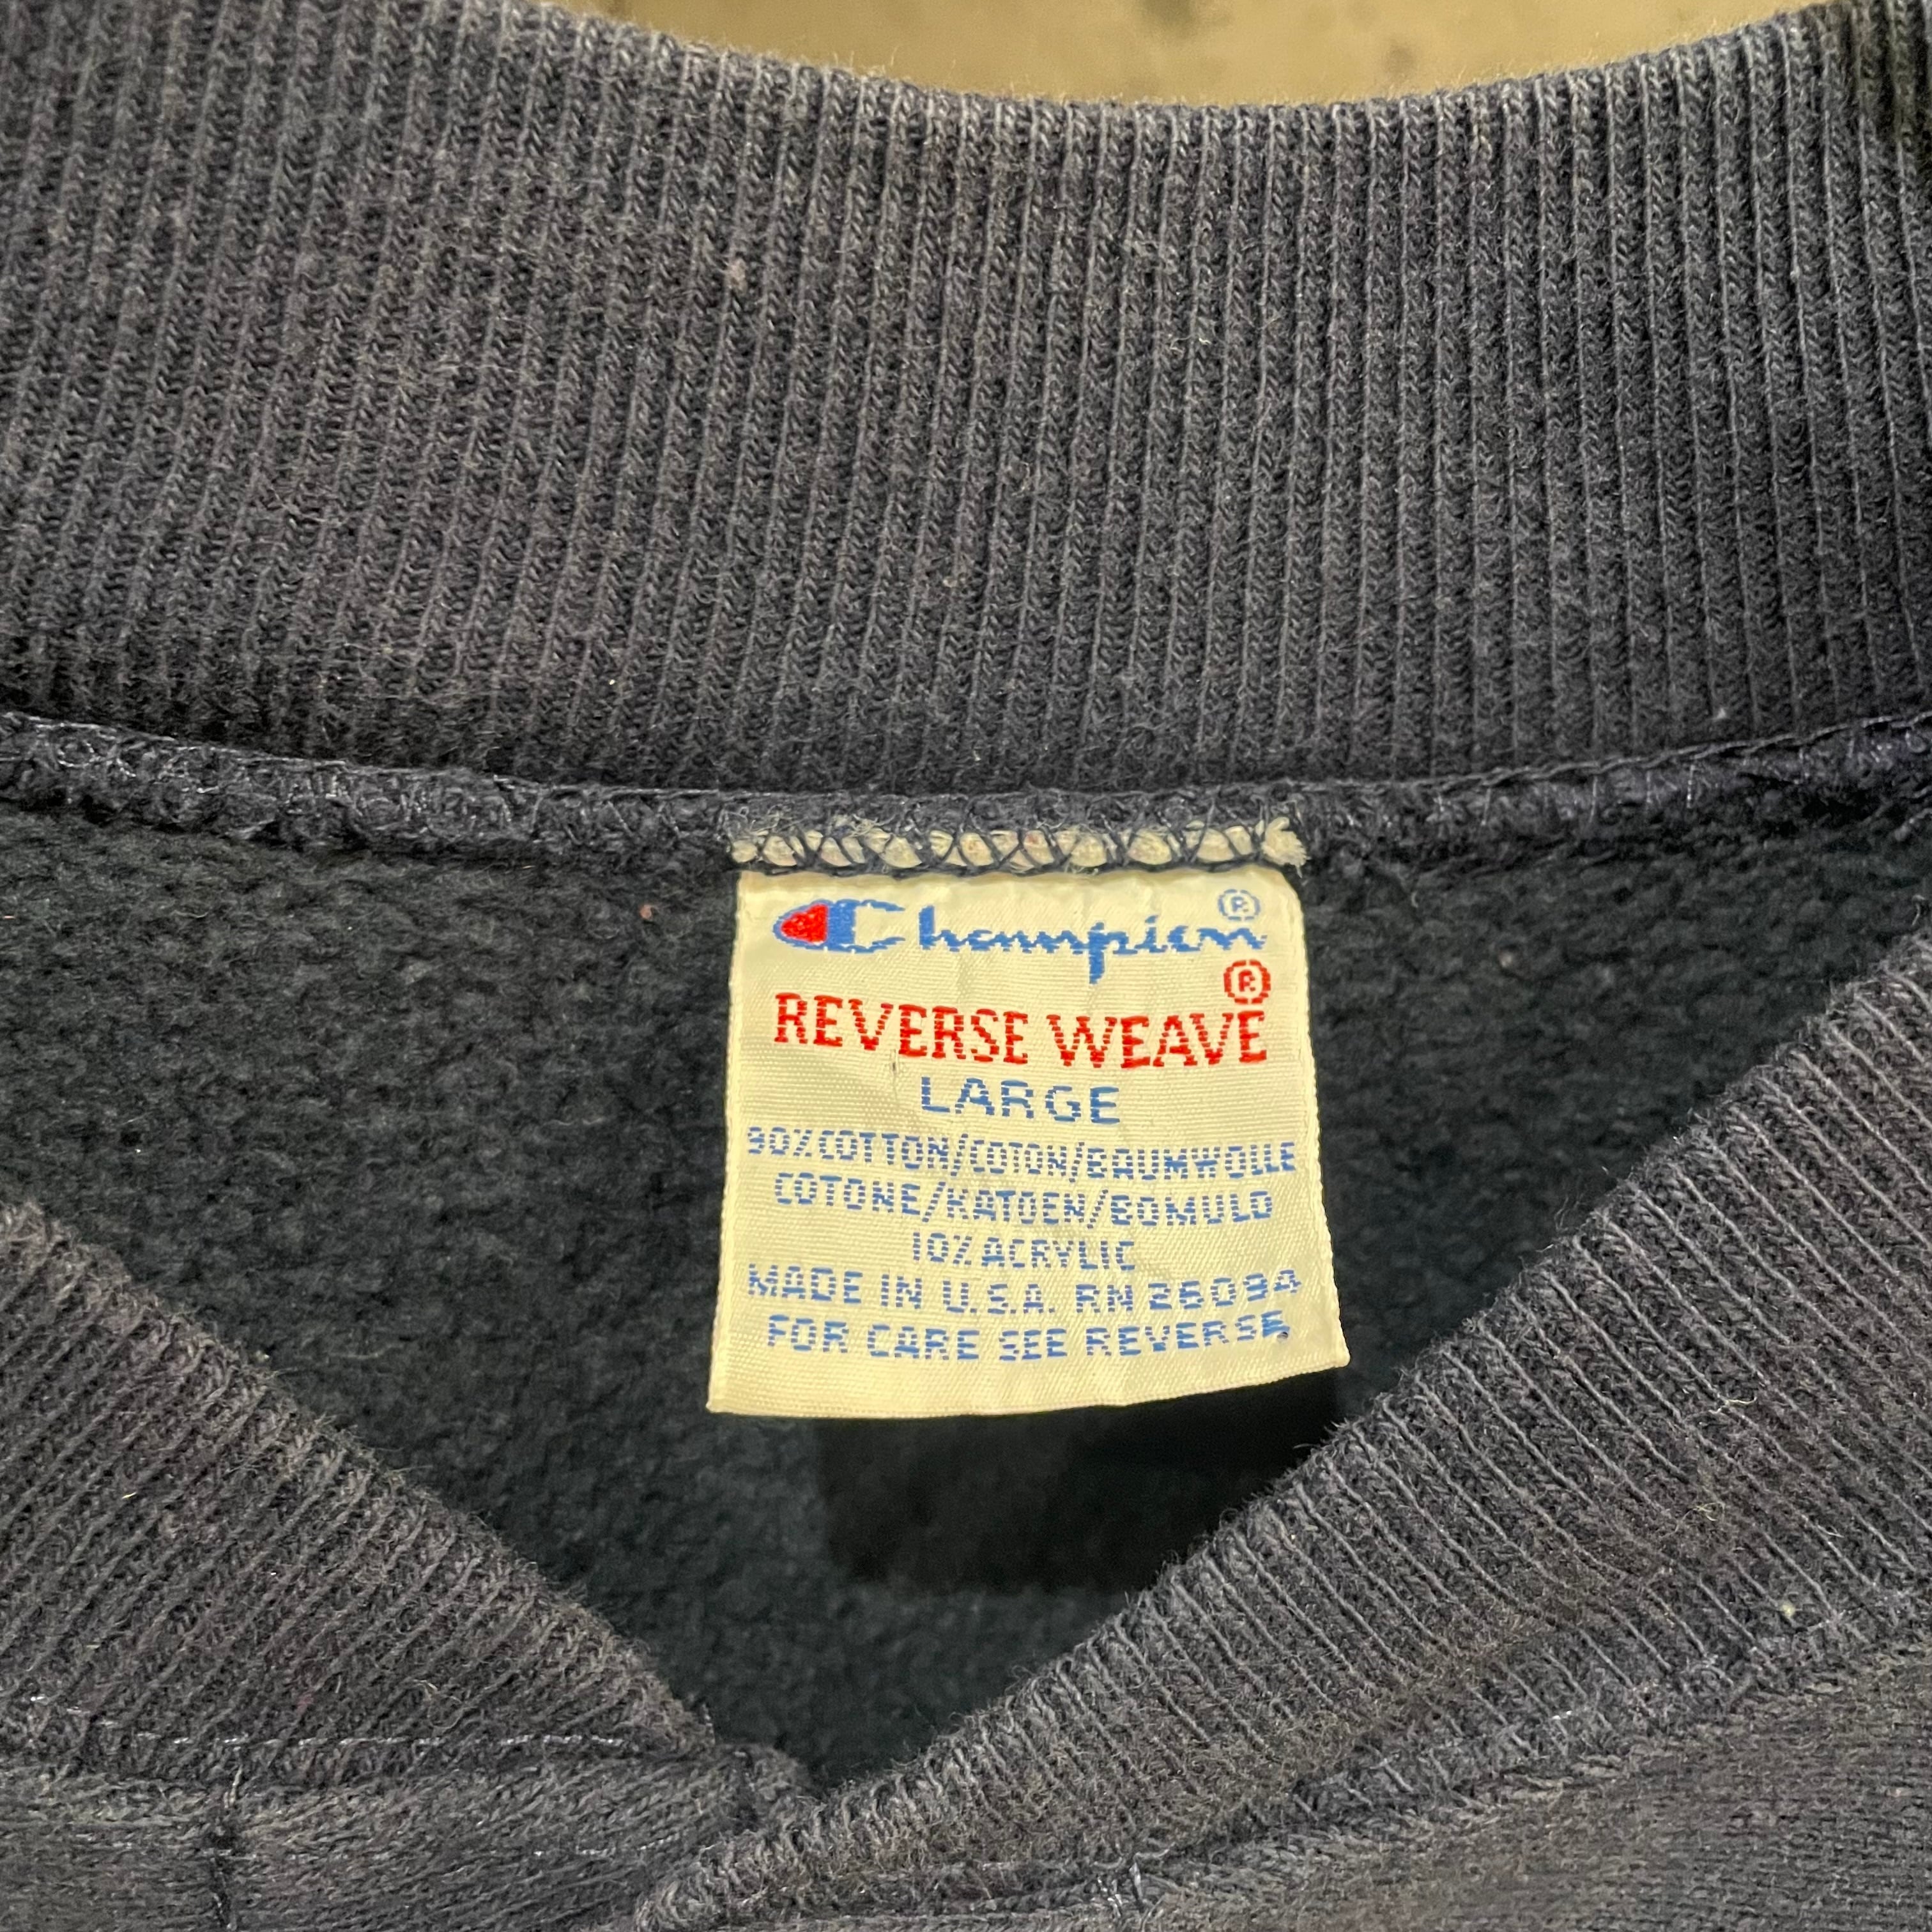 Champion®
REVERSE WEAVE®
LARGE
90% COTTON/COTON/BAUMWOLLE
COTONE/KATOEN/BOMULD
10% ACRYLIC
MADE IN U.S.A. RN 26094
FOR CARE SEE REVERSE